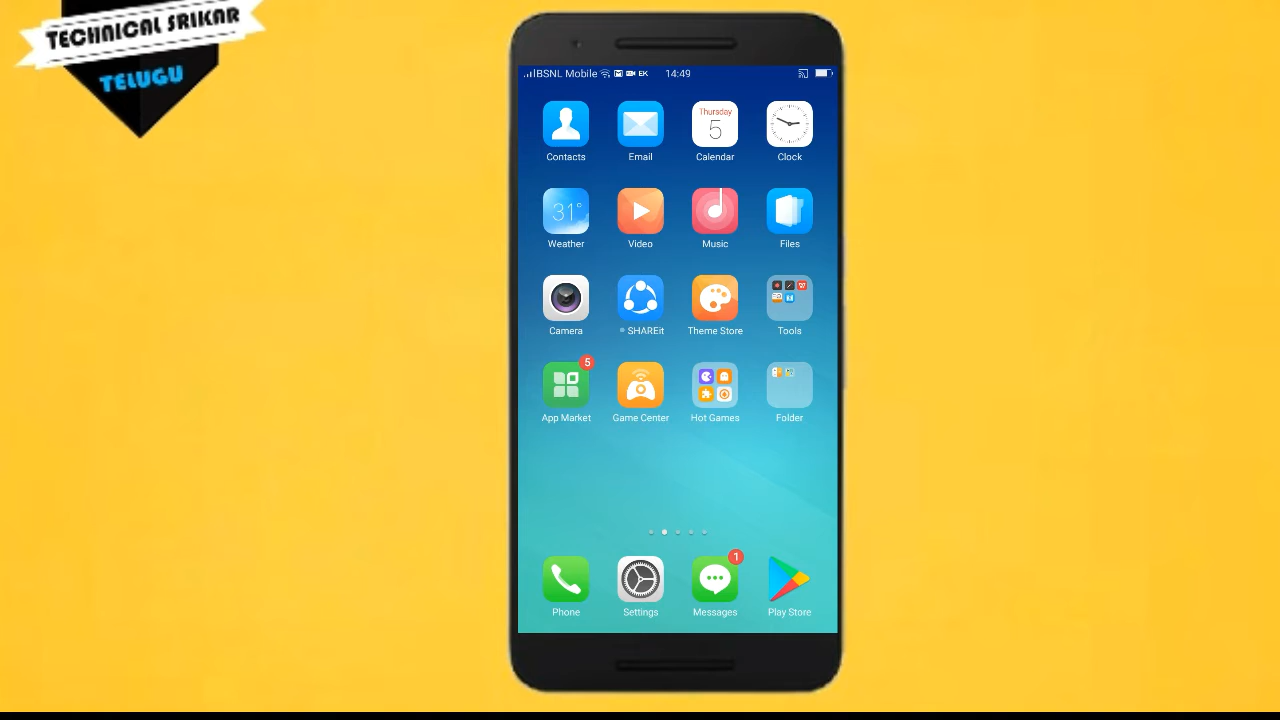 TECHNICAL SRIKAR
TELUGU
BSNL Mobile EK 14:49
Thursday
5
Contacts Email Calendar Clock
31°
Weather Video Music Files
Camera SHAREit Theme Store Tools
5
App Market Game Center Hot Games Folder
1
Phone Settings Messages Play Store